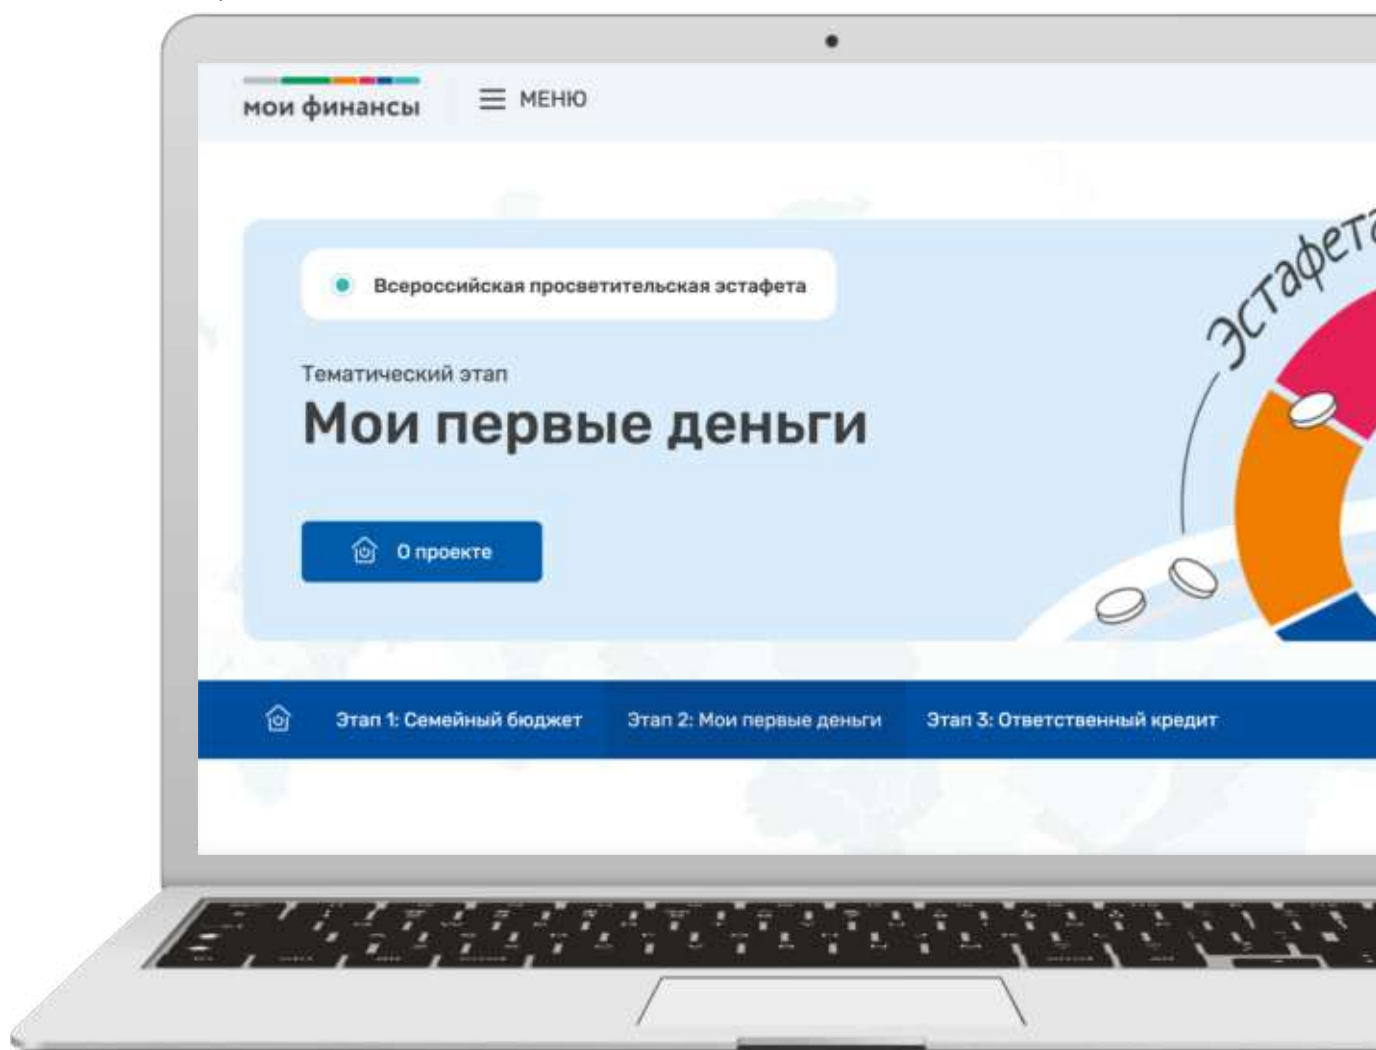 мои финансы
МЕНЮ
Всероссийская просветительская эстафета
Тематический этап
Мои первые деньги
О проекте
Эстафета
Этап 1: Семейный бюджет
Этап 2: Мои первые деньги
Этап 3: Ответственный кредит